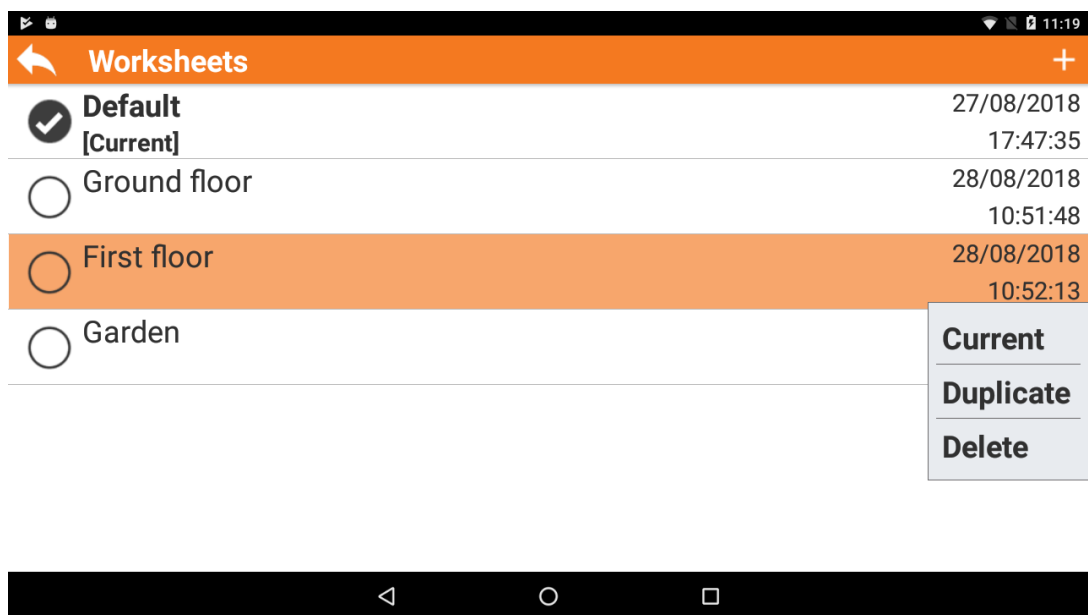 11:19
Worksheets
Default
27/08/2018
[Current]
17:47:35
Ground floor
28/08/2018
10:51:48
First floor
28/08/2018
10:52:13
Garden
Current
Duplicate
Delete